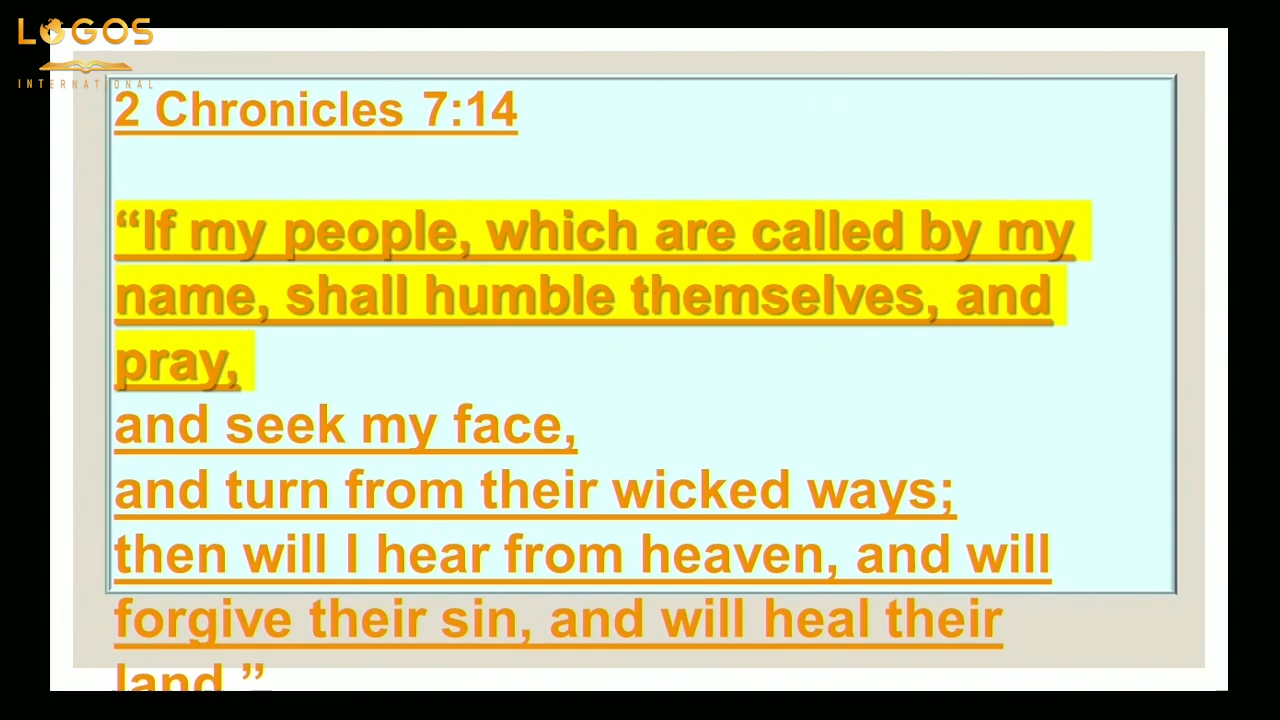 LOGOS
INTERNATIONAL
2 Chronicles 7:14
“If my people, which are called by my
name, shall humble themselves, and
pray,
and seek my face,
and turn from their wicked ways;
then will I hear from heaven, and will
forgive their sin, and will heal their
land.”